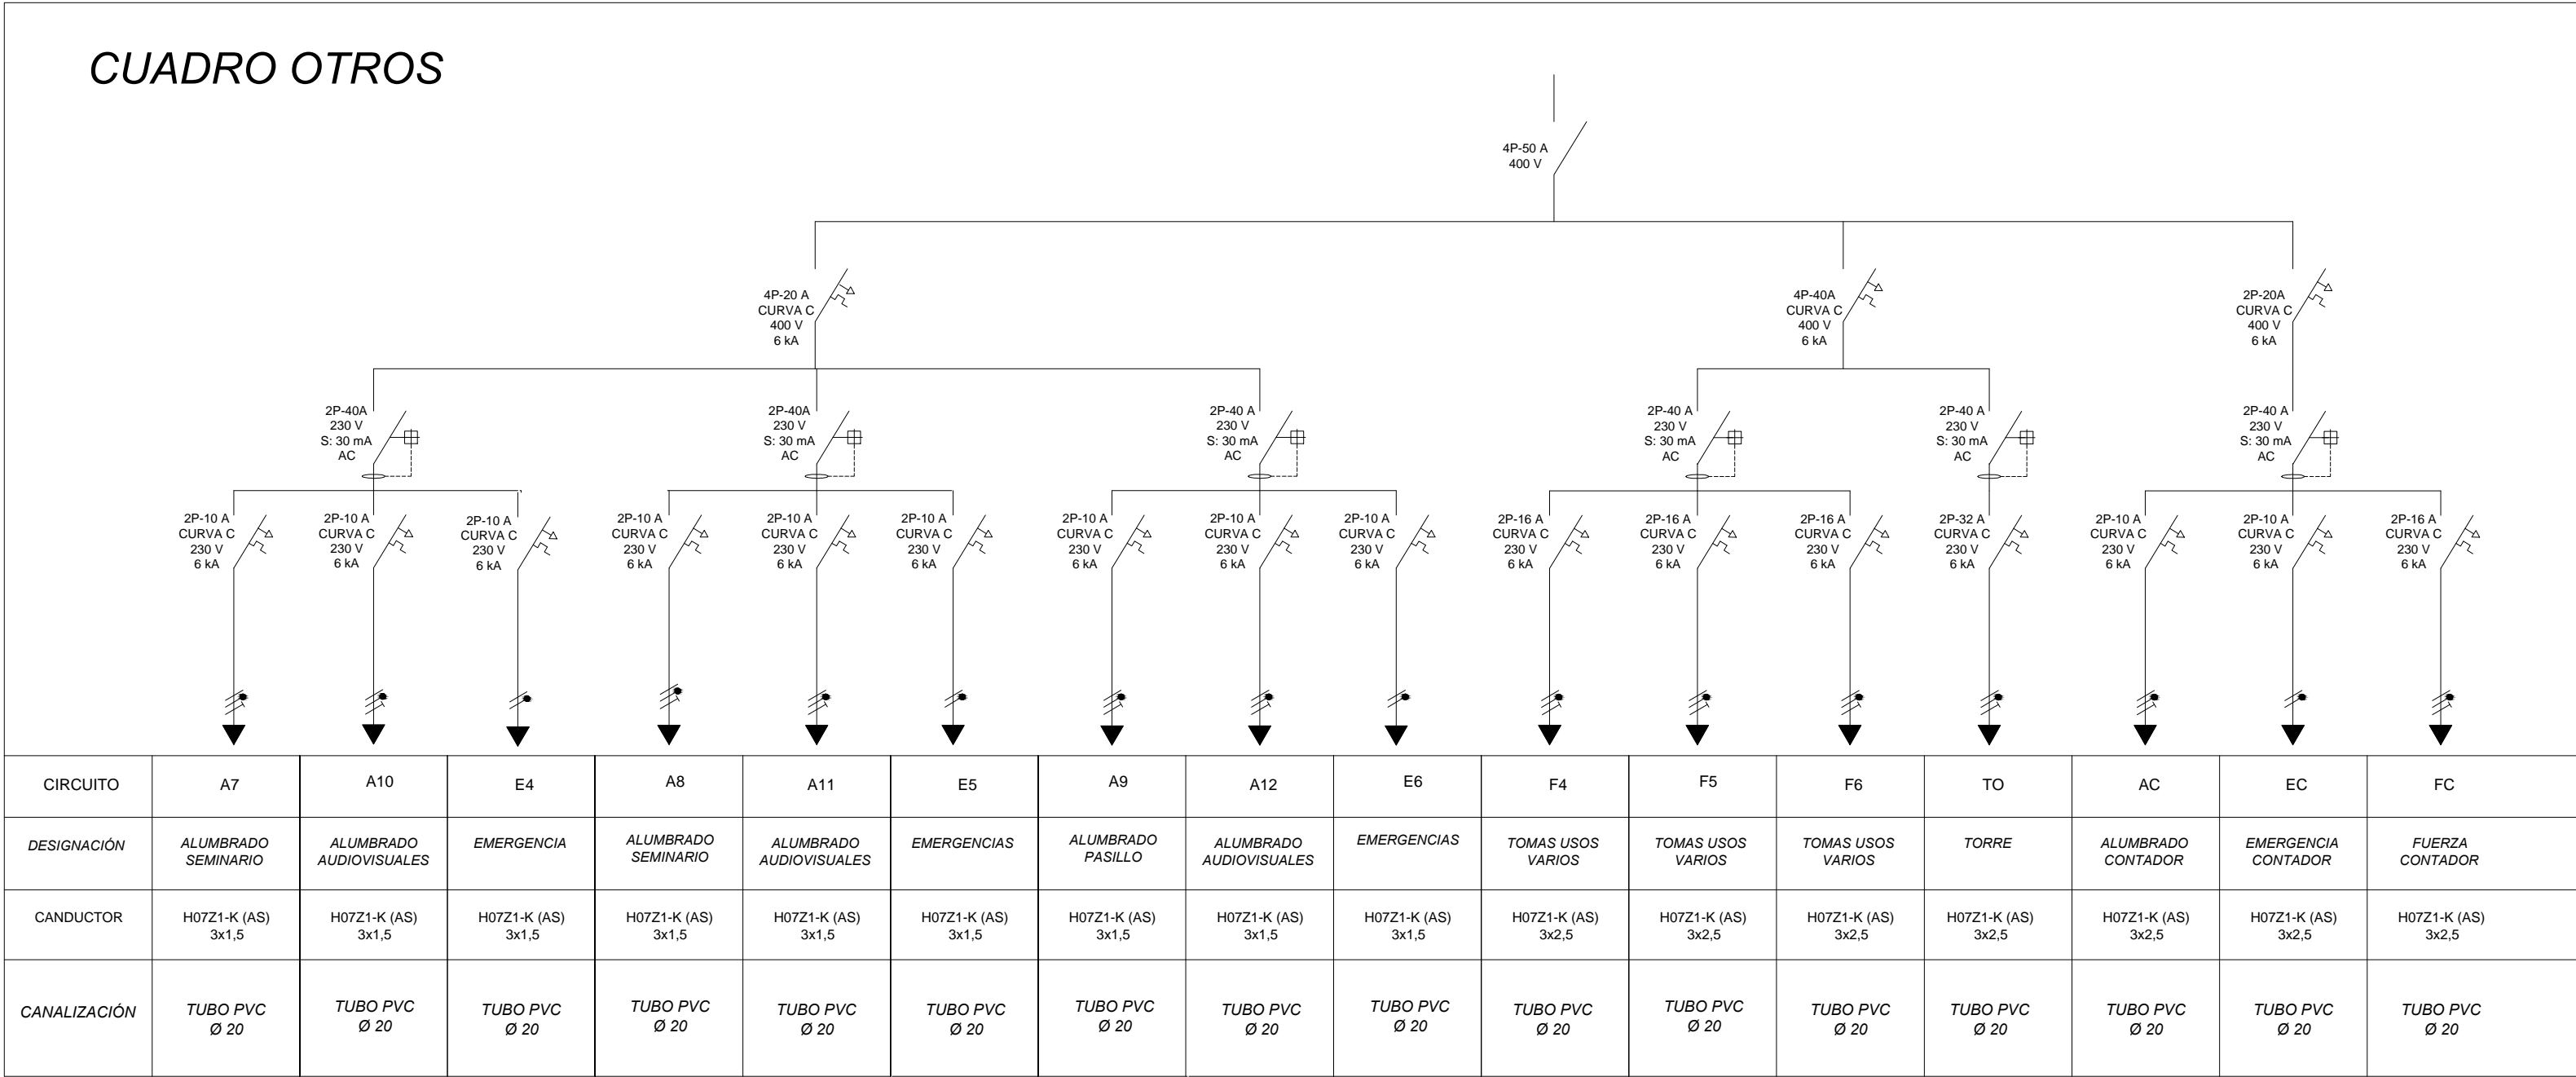 CUADRO OTROS
4P-50 A
400 V
4P-20 A
CURVA C
400 V
6 kA
4P-40A
CURVA C
400 V
6 kA
2P-20A
CURVA C
400 V
6 kA
2P-40A
230 V
S: 30 mA
AC
2P-40A
230 V
S: 30 mA
AC
2P-40 A
230 V
S: 30 mA
AC
2P-40 A
230 V
S: 30 mA
AC
2P-40 A
230 V
S: 30 mA
AC
2P-40 A
230 V
S: 30 mA
AC
2P-10 A
CURVA C
230 V
6 kA
2P-10 A
CURVA C
230 V
6 kA
2P-10 A
CURVA C
230 V
6 kA
2P-10 A
CURVA C
230 V
6 kA
2P-10 A
CURVA C
230 V
6 kA
2P-10 A
CURVA C
230 V
6 kA
2P-10 A
CURVA C
230 V
6 kA
2P-10 A
CURVA C
230 V
6 kA
2P-10 A
CURVA C
230 V
6 kA
2P-16 A
CURVA C
230 V
6 kA
2P-16 A
CURVA C
230 V
6 kA
2P-16 A
CURVA C
230 V
6 kA
2P-32 A
CURVA C
230 V
6 kA
2P-10 A
CURVA C
230 V
6 kA
2P-10 A
CURVA C
230 V
6 kA
2P-16 A
CURVA C
230 V
6 kA
CIRCUITO
A7
A10
E4
A8
A11
E5
A9
A12
E6
F4
F5
F6
TO
AC
EC
FC
DESIGNACIÓN
ALUMBRADO
SEMINARIO
ALUMBRADO
AUDIOVISUALES
EMERGENCIA
ALUMBRADO
SEMINARIO
ALUMBRADO
AUDIOVISUALES
EMERGENCIAS
ALUMBRADO
PASILLO
ALUMBRADO
AUDIOVISUALES
EMERGENCIAS
TOMAS USOS
VARIOS
TOMAS USOS
VARIOS
TOMAS USOS
VARIOS
TORRE
ALUMBRADO
CONTADOR
EMERGENCIA
CONTADOR
FUERZA
CONTADOR
CANDUCTOR
H07Z1-K (AS)
3x1,5
H07Z1-K (AS)
3x1,5
H07Z1-K (AS)
3x1,5
H07Z1-K (AS)
3x1,5
H07Z1-K (AS)
3x1,5
H07Z1-K (AS)
3x1,5
H07Z1-K (AS)
3x1,5
H07Z1-K (AS)
3x1,5
H07Z1-K (AS)
3x1,5
H07Z1-K (AS)
3x2,5
H07Z1-K (AS)
3x2,5
H07Z1-K (AS)
3x2,5
H07Z1-K (AS)
3x2,5
H07Z1-K (AS)
3x2,5
H07Z1-K (AS)
3x2,5
H07Z1-K (AS)
3x2,5
CANALIZACIÓN
TUBO PVC
Ø 20
TUBO PVC
Ø 20
TUBO PVC
Ø 20
TUBO PVC
Ø 20
TUBO PVC
Ø 20
TUBO PVC
Ø 20
TUBO PVC
Ø 20
TUBO PVC
Ø 20
TUBO PVC
Ø 20
TUBO PVC
Ø 20
TUBO PVC
Ø 20
TUBO PVC
Ø 20
TUBO PVC
Ø 20
TUBO PVC
Ø 20
TUBO PVC
Ø 20
TUBO PVC
Ø 20